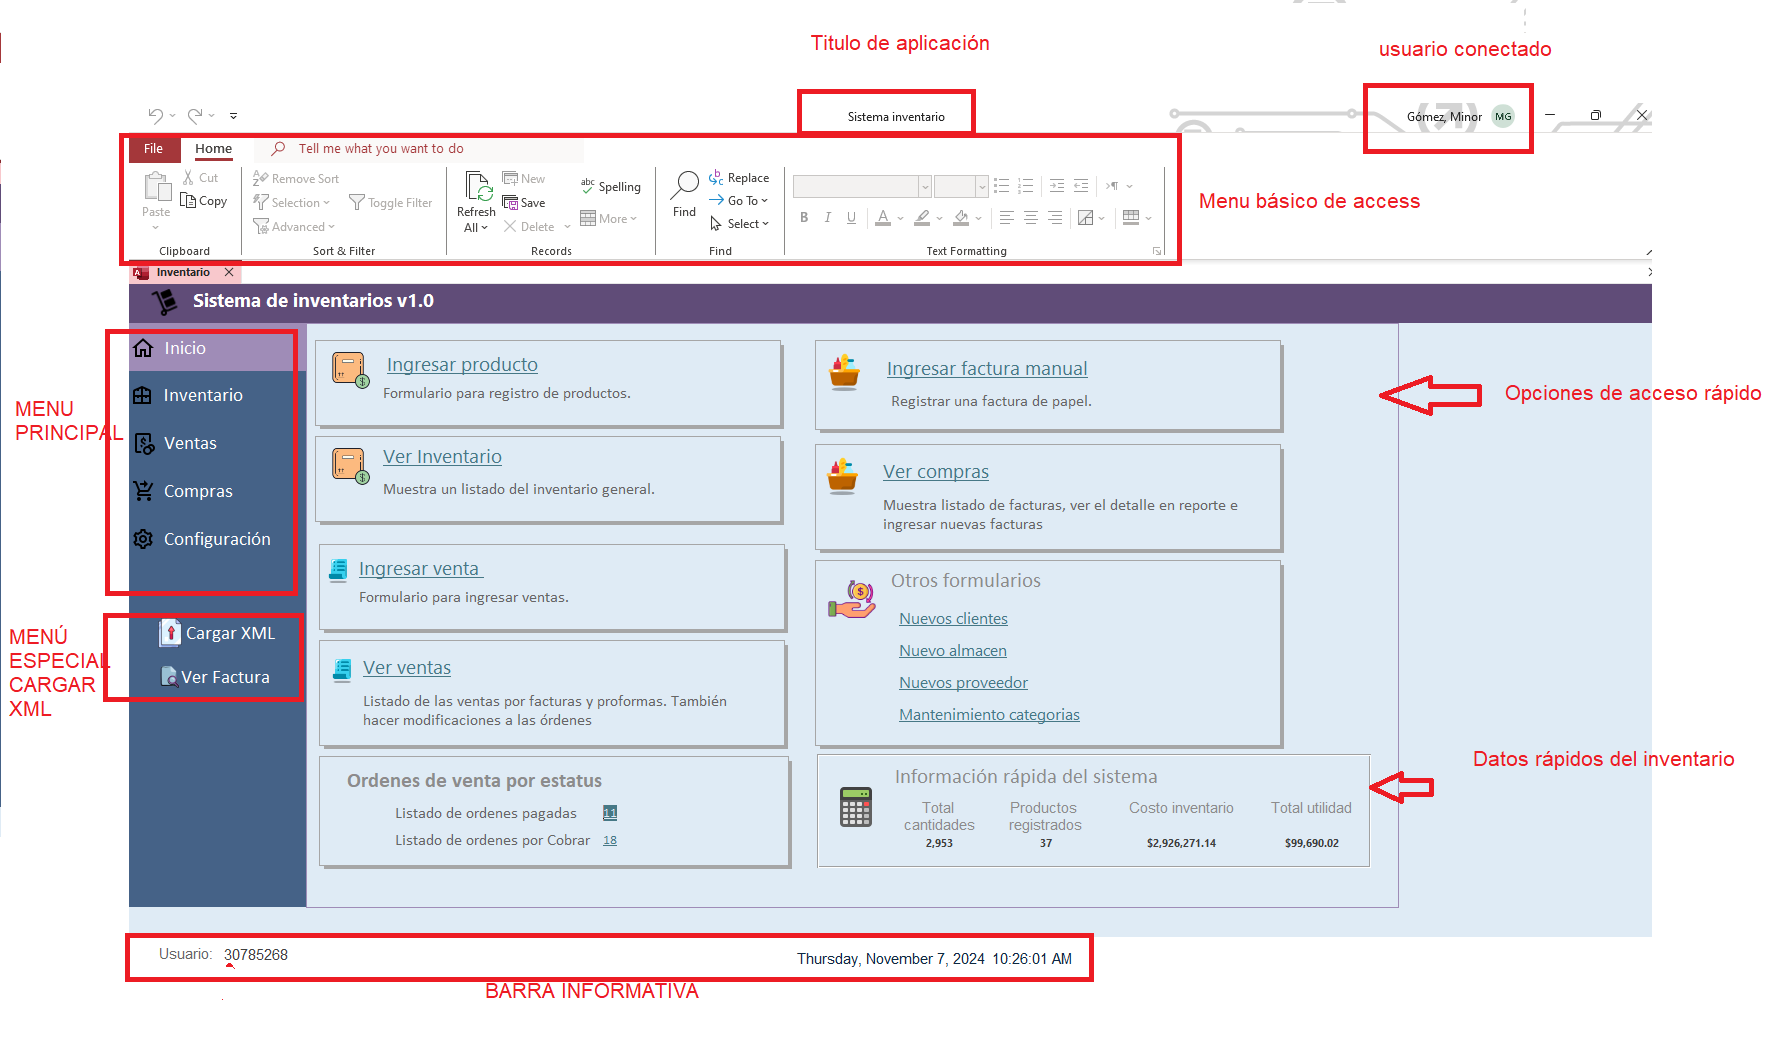 Titulo de aplicación
usuario conectado
Sistema inventario
Gómez, Minor MG
File Home Tell me what you want to do
Paste
Cut
Copy
Clipboard
Remove Sort
Selection
Toggle Filter
Advanced
Sort & Filter
Refresh
All
New
Save
Delete
Spelling
More
Records
Find
Replace
Go To
Select
Find
B I U A
Text Formatting
Menu básico de access
Inventario
Sistema de inventarios v1.0
MENU
PRINCIPAL
Inicio
Inventario
Ventas
Compras
Configuración
MENÚ
ESPECIAL
CARGAR
XML
Cargar XML
Ver Factura
Ingresar producto
Formulario para registro de productos.
Ver Inventario
Muestra un listado del inventario general.
Ingresar venta
Formulario para ingresar ventas.
Ver ventas
Listado de las ventas por facturas y proformas. También
hacer modificaciones a las órdenes
Ordenes de venta por estatus
Listado de ordenes pagadas 11
Listado de ordenes por Cobrar 18
Ingresar factura manual
Registrar una factura de papel.
Ver compras
Muestra listado de facturas, ver el detalle en reporte e
ingresar nuevas facturas
Otros formularios
Nuevos clientes
Nuevo almacen
Nuevos proveedor
Mantenimiento categorias
Información rápida del sistema
Total Productos Costo inventario Total utilidad
cantidades registrados
2,953 37 $2,926,271.14 $99,690.02
Opciones de acceso rápido
Datos rápidos del inventario
Usuario: 30785268 Thursday, November 7, 2024 10:26:01 AM
BARRA INFORMATIVA